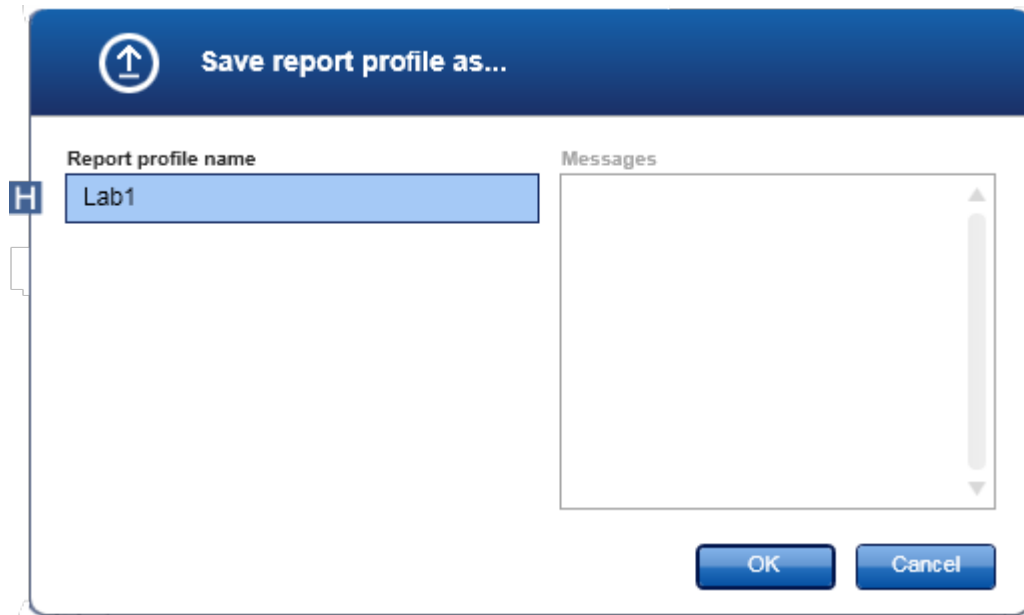 Save report profile as...
Report profile name
Messages
H
Lab1
OK
Cancel